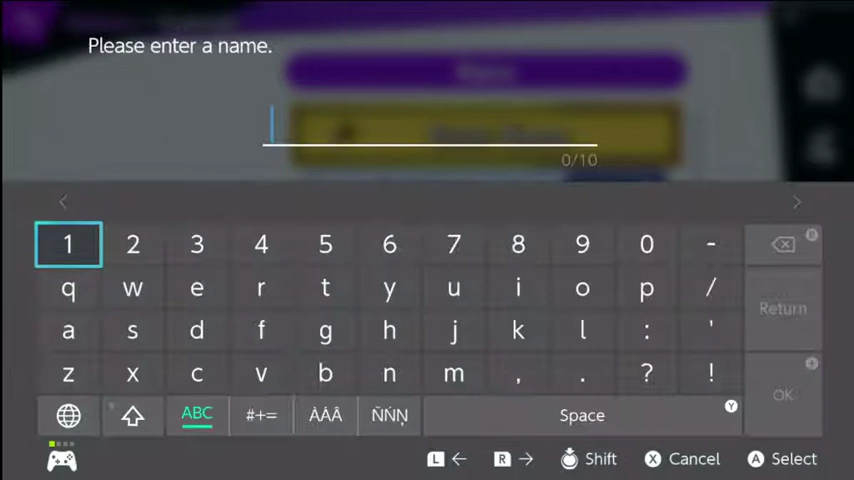 Please enter a name.
0/10
< >
1 2 3 4 5 6 7 8 9 0 -
q w e r t y u i o p /
Return
a s d f g h j k l : '
z x c v b n m , . ? !
OK
ABC #+= ÀÁÂ ÑŃŅ Space Y
L ← R → Shift X Cancel A Select